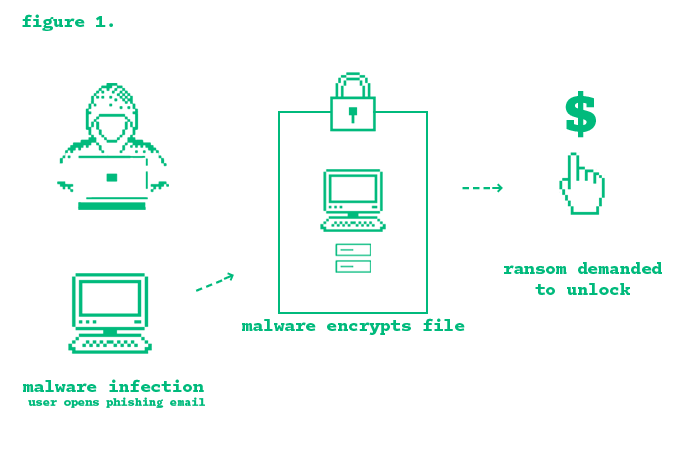 figure 1.
$
malware encrypts file
ransom demanded
to unlock
malware infection
user opens phishing email